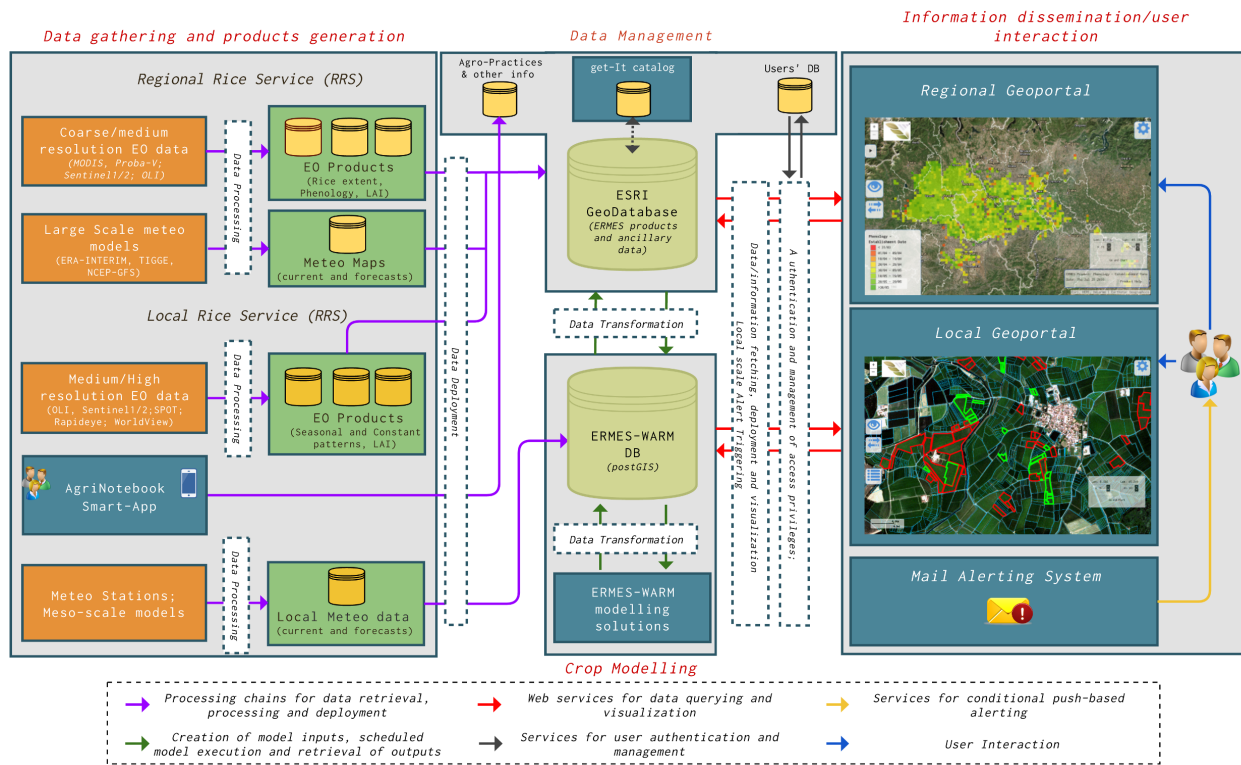 Information dissemination/user
interaction
Data gathering and products generation
Data Management
Regional Rice Service (RRS)
Coarse/medium
resolution EO data
(MODIS, Proba-V;
Sentinel1/2; OLI)
Large Scale meteo
models
(ERA-INTERIM, TIGGE,
NCEP-GFS)
Data Processing
EO Products
(Rice extent,
Phenology, LAI)
Meteo Maps
(current and forecasts)
Local Rice Service (RRS)
Medium/High
resolution EO data
(OLI, Sentinel1/2;SPOT;
Rapideye; WorldView)
Data Processing
EO Products
(Seasonal and Constant
patterns, LAI)
AgriNotebook
Smart-App
Meteo Stations;
Meso-scale models
Data Processing
Local Meteo data
(current and forecasts)
Data Deployment
Agro-Practices
& other info
get-It catalog
Users' DB
ESRI
GeoDatabase
(ERMES products
and ancillary
data)
Data Transformation
ERMES-WARM
DB
(postGIS)
Data Transformation
ERMES-WARM
modelling
solutions
Crop Modelling
Data/information fetching, deployment and visualization
Local scale Alert Triggering
A uthentication and management of access privileges;
Regional Geoportal
Phenology -
Establishment Date
Local Geoportal
Mail Alerting System
Processing chains for data retrieval,
processing and deployment
Web services for data querying and
visualization
Services for conditional push-based
alerting
Creation of model inputs, scheduled
model execution and retrieval of outputs
Services for user authentication and
management
User Interaction